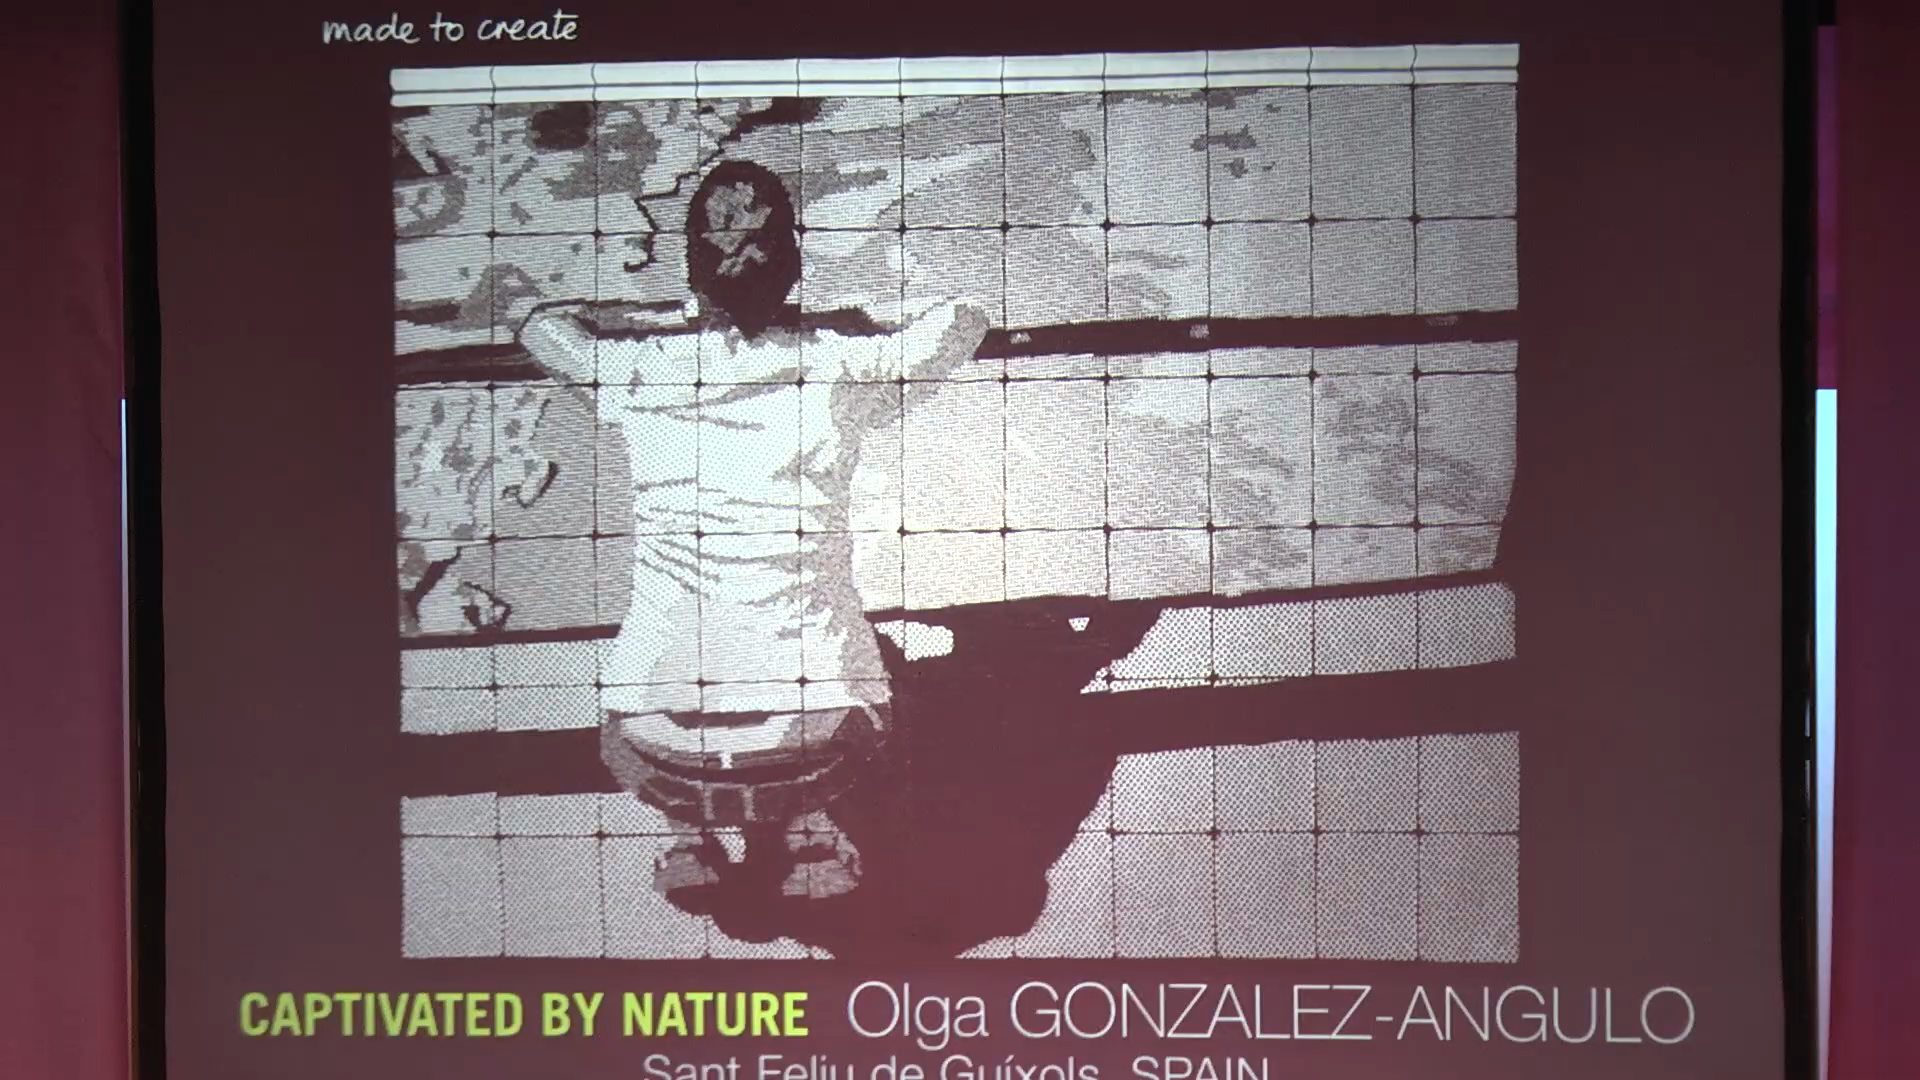 made to create
CAPTIVATED BY NATURE Olga GONZALEZ-ANGULO
Sant Feliu de Guíxols, SPAIN